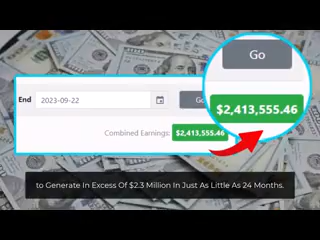 Go
End 2023-09-22 Go
$2,413,555.46
Combined Earnings: $2,413,555.46
to Generate In Excess Of $2.3 Million In Just As Little As 24 Months.